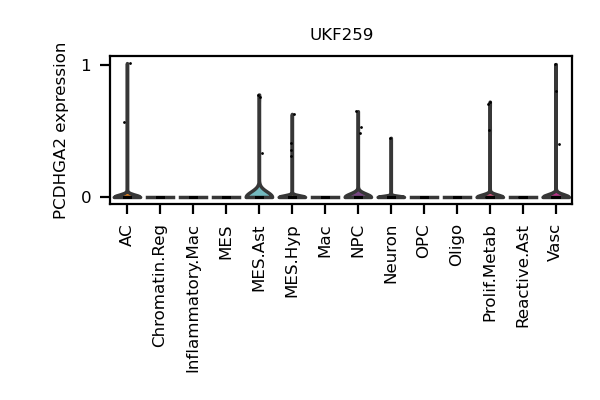 UKF259
PCDHGA2 expression
1
0
AC
Chromatin.Reg
Inflammatory.Mac
MES
MES.Ast
MES.Hyp
Mac
NPC
Neuron
OPC
Oligo
Prolif.Metab
Reactive.Ast
Vasc